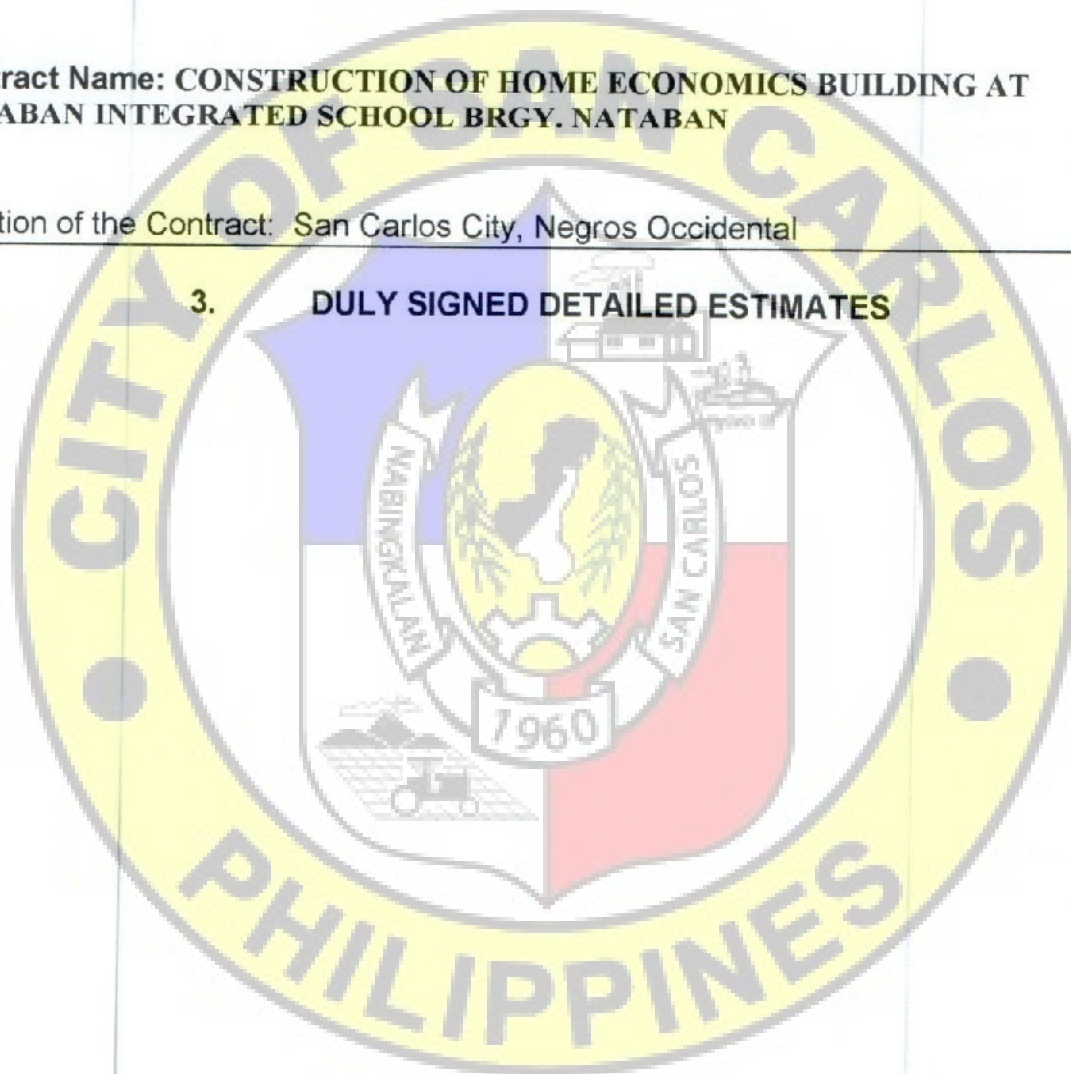 ract Name: CONSTRUCTION OF HOME ECONOMICS BUILDING AT
ABAN INTEGRATED SCHOOL BRGY. NATABAN
tion of the Contract: San Carlos City, Negros Occidental
3. DULY SIGNED DETAILED ESTIMATES
CITY OF SAN CARLOS
NABINGKALAN
SAN CARLOS
1960
PHILIPPINES